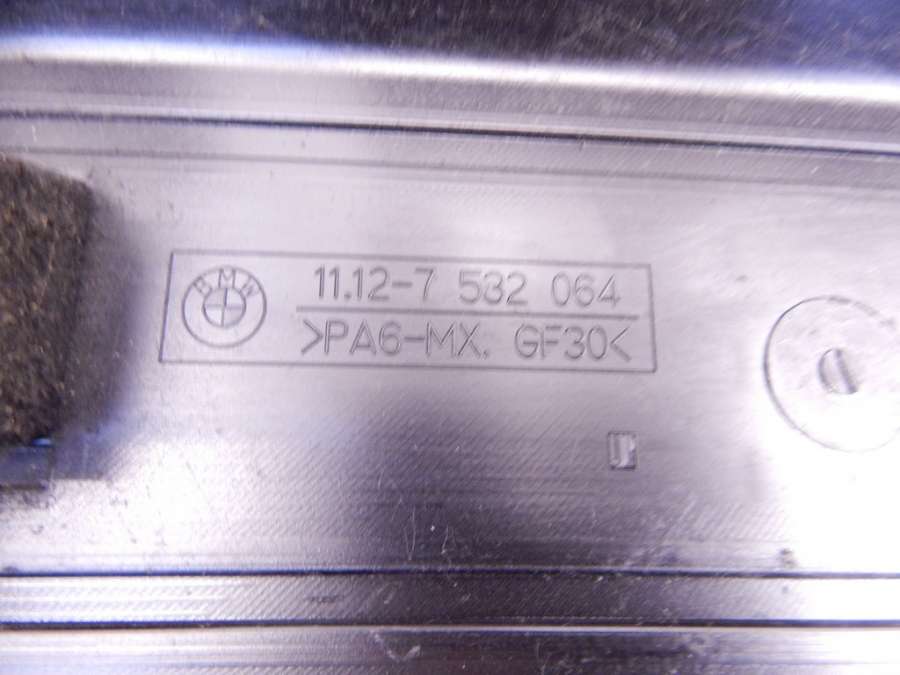 BMW
11.12-7 532 064
>PA6-MX. GF30<